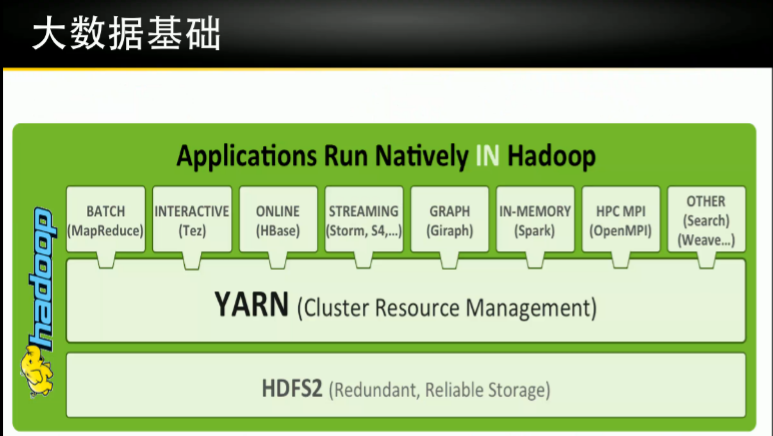 大数据基础
Applications Run Natively IN Hadoop
hadoop
BATCH
(MapReduce)
INTERACTIVE
(Tez)
ONLINE
(HBase)
STREAMING
(Storm, S4,...)
GRAPH
(Giraph)
IN-MEMORY
(Spark)
HPC MPI
(OpenMPI)
OTHER
(Search)
(Weave...)
YARN (Cluster Resource Management)
HDFS2 (Redundant, Reliable Storage)